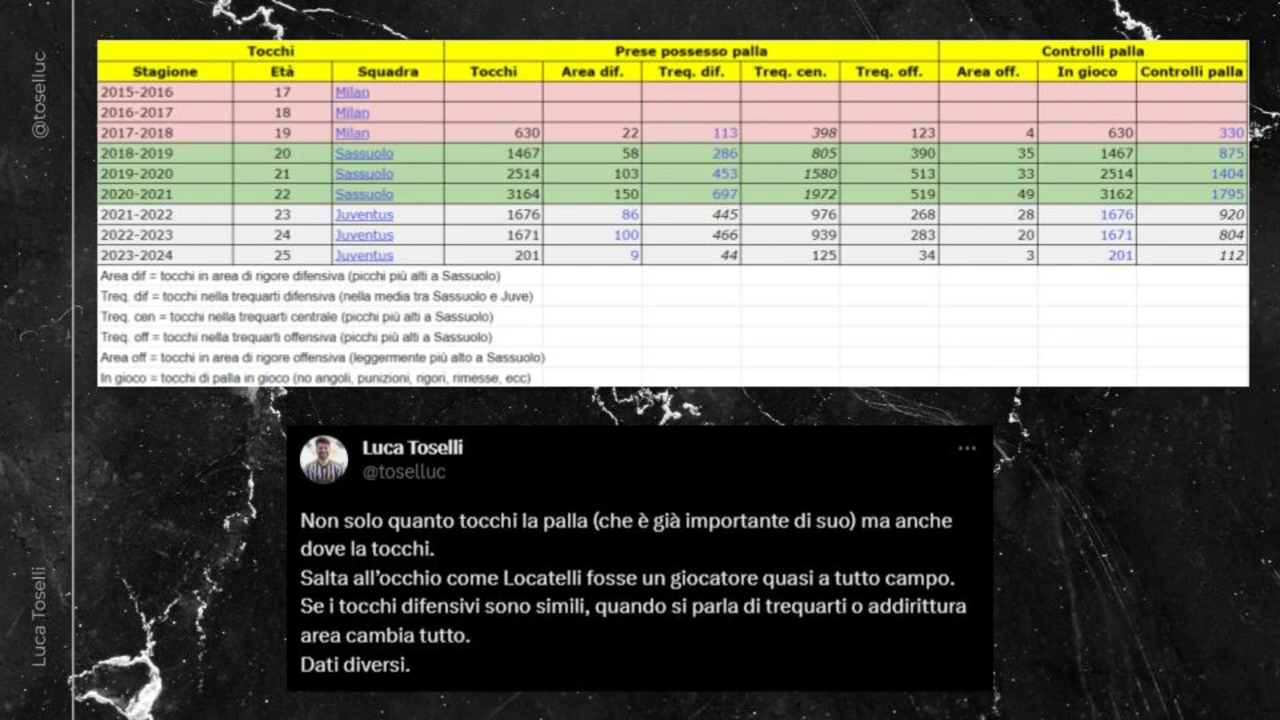 @toselluc
Luca Toselli
Tocchi Prese possesso palla Controlli palla
Stagione Età Squadra Tocchi Area dif. Treq. dif. Treq. cen. Treq. off. Area off. In gioco Controlli palla
2015-2016 17 Milan
2016-2017 18 Milan
2017-2018 19 Milan 630 22 113 398 123 4 630 330
2018-2019 20 Sassuolo 1467 58 286 805 390 35 1467 875
2019-2020 21 Sassuolo 2514 103 453 1580 513 33 2514 1404
2020-2021 22 Sassuolo 3164 150 697 1972 519 49 3162 1795
2021-2022 23 Juventus 1676 86 445 976 268 28 1676 920
2022-2023 24 Juventus 1671 100 466 939 283 20 1671 804
2023-2024 25 Juventus 201 9 44 125 34 3 201 112
Area dif = tocchi in area di rigore difensiva (picchi più alti a Sassuolo)
Treq. dif = tocchi nella trequarti difensiva (nella media tra Sassuolo e Juve)
Treq. cen = tocchi nella trequarti centrale (picchi più alti a Sassuolo)
Treq. off = tocchi nella trequarti offensiva (picchi più alti a Sassuolo)
Area off = tocchi in area di rigore offensiva (leggermente più alto a Sassuolo)
In gioco = tocchi di palla in gioco (no angoli, punizioni, rigori, rimesse, ecc)
Luca Toselli
@toselluc
Non solo quanto tocchi la palla (che è già importante di suo) ma anche
dove la tocchi.
Salta all’occhio come Locatelli fosse un giocatore quasi a tutto campo.
Se i tocchi difensivi sono simili, quando si parla di trequarti o addirittura
area cambia tutto.
Dati diversi.